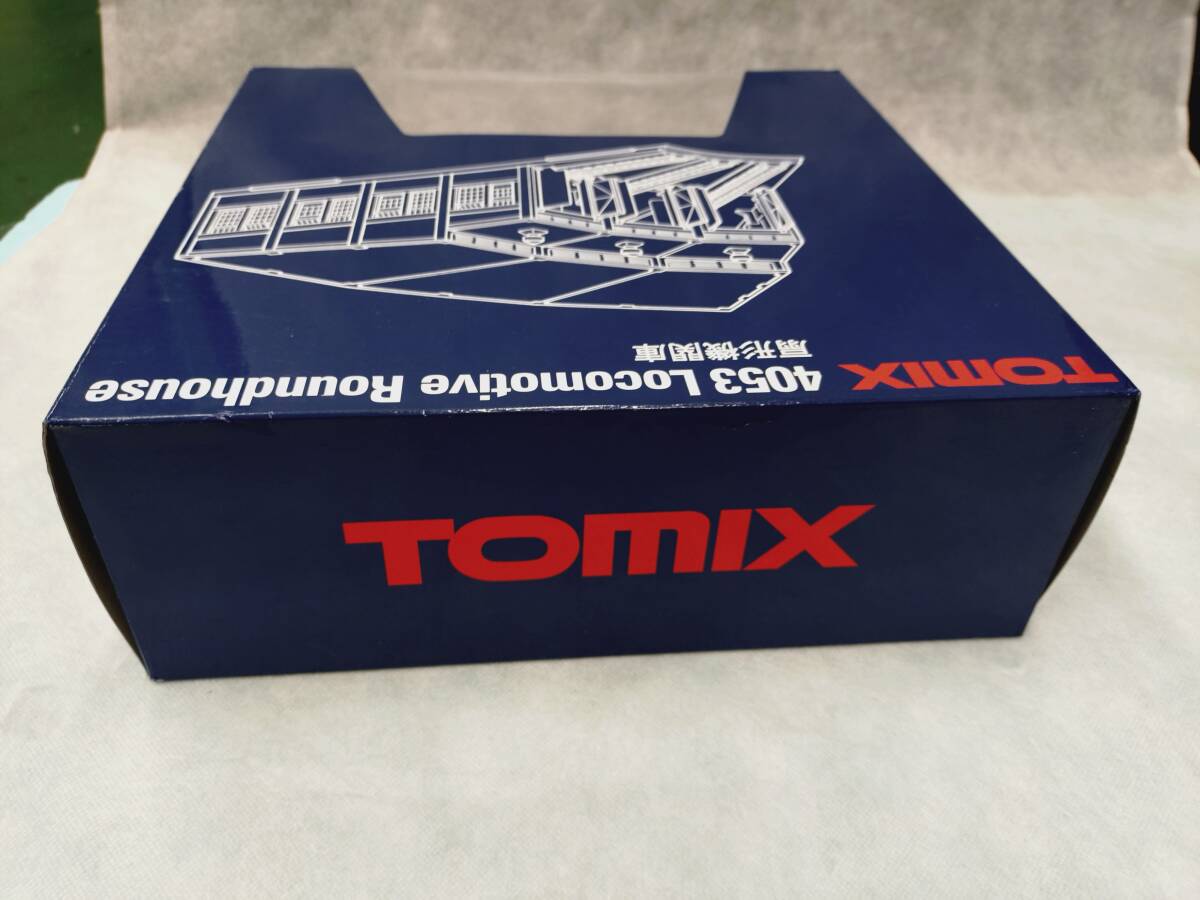 TOMIX
4053 Locomotive Roundhouse
扇形機関庫
TOMIX